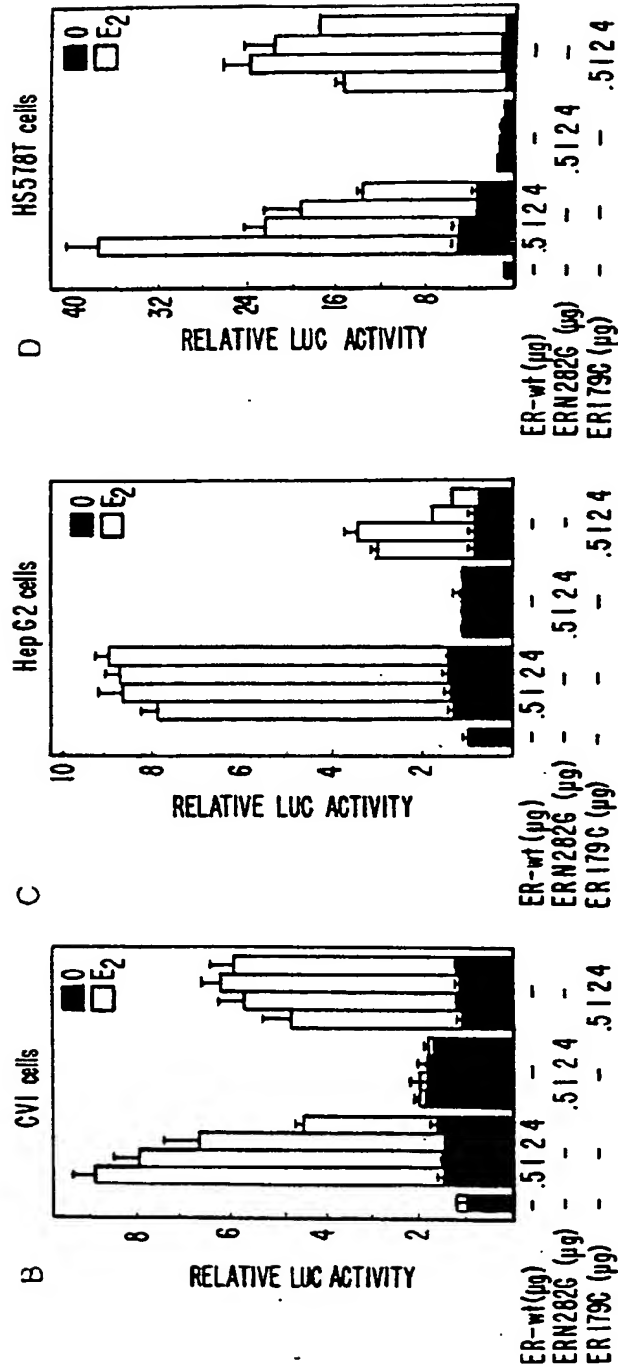 B
CV1 cells
0
E2
RELATIVE LUC ACTIVITY
8
6
4
2
ER-wt(μg) - .5 1 2 4 - -
ERN282G (μg) - - .5 1 2 4 -
ER179C (μg) - - - .5 1 2 4
C
HepG2 cells
0
E2
RELATIVE LUC ACTIVITY
10
8
6
4
2
ER-wt(μg) - .5 1 2 4 - -
ERN282G (μg) - - .5 1 2 4 -
ER179C (μg) - - - .5 1 2 4
D
HS578T cells
0
E2
RELATIVE LUC ACTIVITY
40
32
24
16
8
ER-wt(μg) - .5 1 2 4 - -
ERN282G (μg) - - .5 1 2 4 -
ER179C (μg) - - - .5 1 2 4